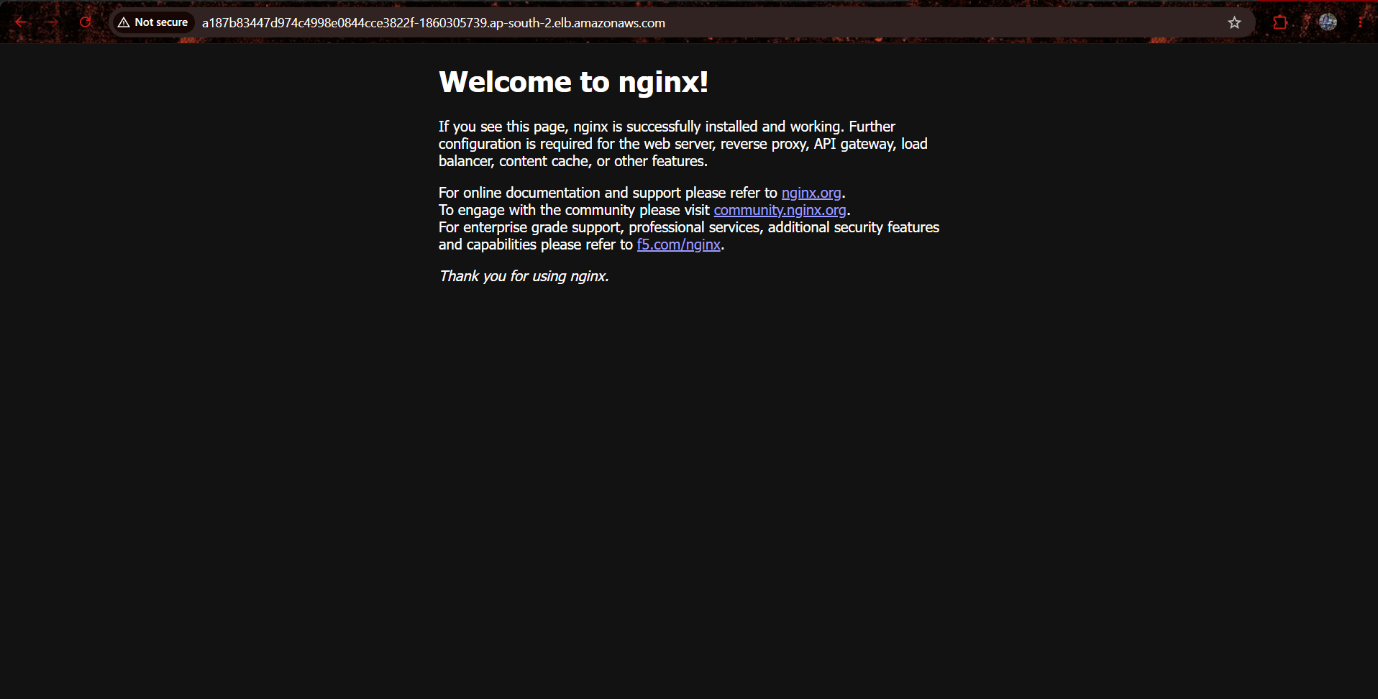 Not secure
a187b83447d974c4998e0844cce3822f-1860305739.ap-south-2.elb.amazonaws.com
Welcome to nginx!
If you see this page, nginx is successfully installed and working. Further
configuration is required for the web server, reverse proxy, API gateway, load
balancer, content cache, or other features.
For online documentation and support please refer to nginx.org.
To engage with the community please visit community.nginx.org.
For enterprise grade support, professional services, additional security features
and capabilities please refer to f5.com/nginx.
Thank you for using nginx.